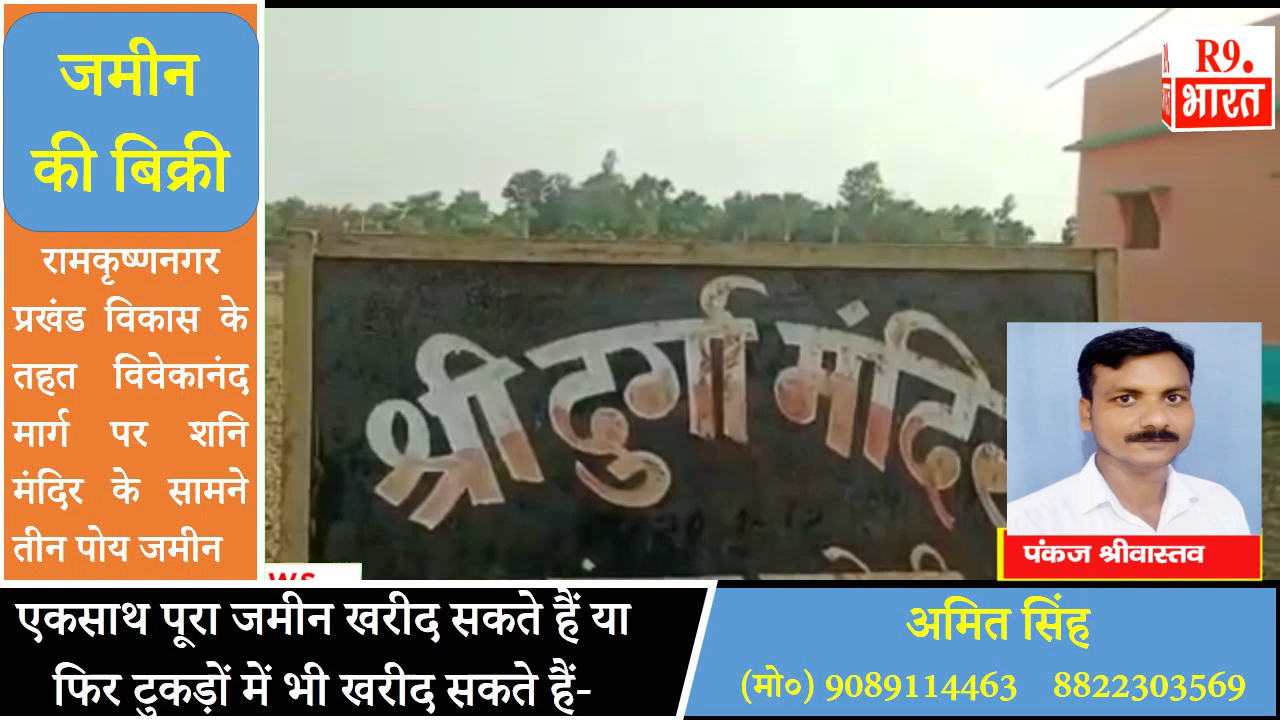 जमीन
की बिक्री
रामकृष्णनगर
प्रखंड विकास के
तहत विवेकानंद
मार्ग पर शनि
मंदिर के सामने
तीन पोय जमीन
R9.
भारत
श्री दुर्गा मंदिर
पंकज श्रीवास्तव
एकसाथ पूरा जमीन खरीद सकते हैं या
फिर टुकड़ों में भी खरीद सकते हैं-
अमित सिंह
(मो०) 9089114463 8822303569